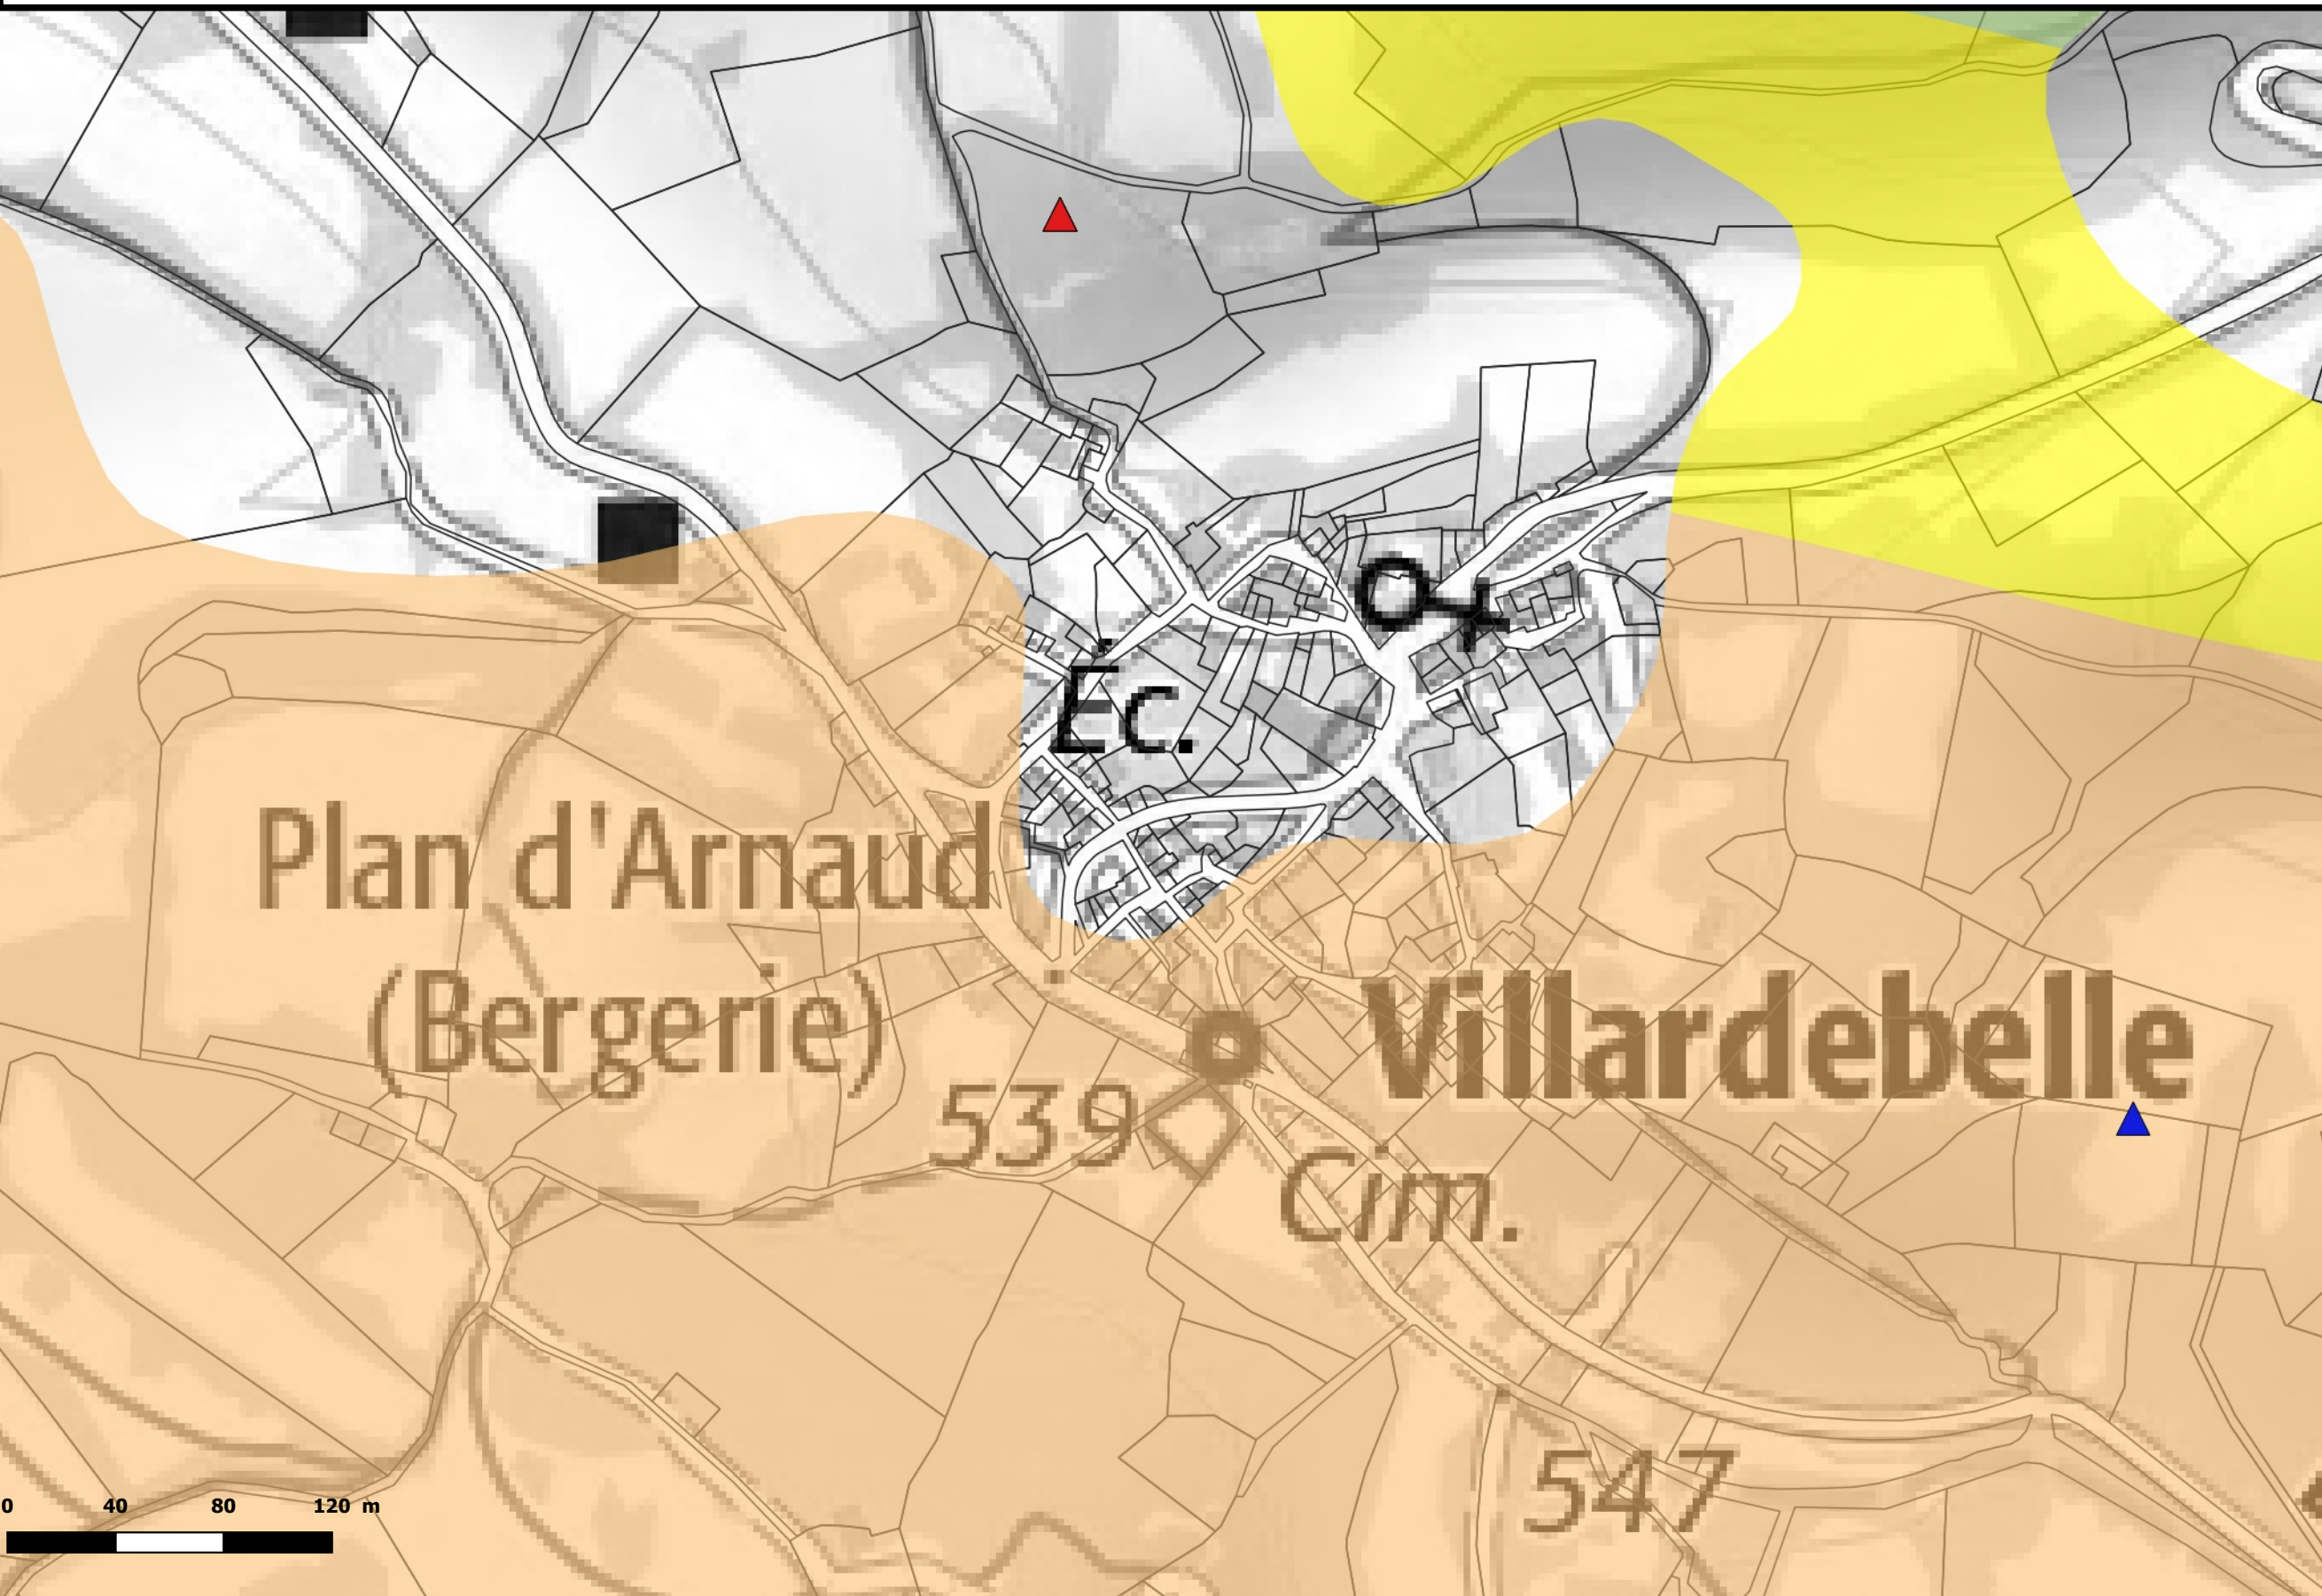 Éc.
Plan d'Arnaud
(Bergerie)
Villardebelle
539
Cim.
547
0 40 80 120 m